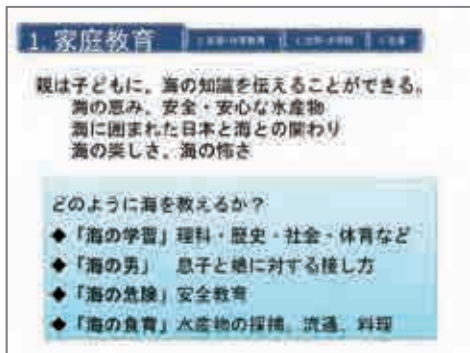 1. 家庭教育
親は子どもに、海の知識を伝えることができる。
海の恵み、安全・安心な水産物
海に囲まれた日本と海との関わり
海の楽しさ、海の怖さ
どのように海を教えるか？
◆「海の学習」理科・歴史・社会・体育など
◆「海の男」 息子と娘に対する接し方
◆「海の危険」安全教育
◆「海の食育」水産物の採捕、流通、料理